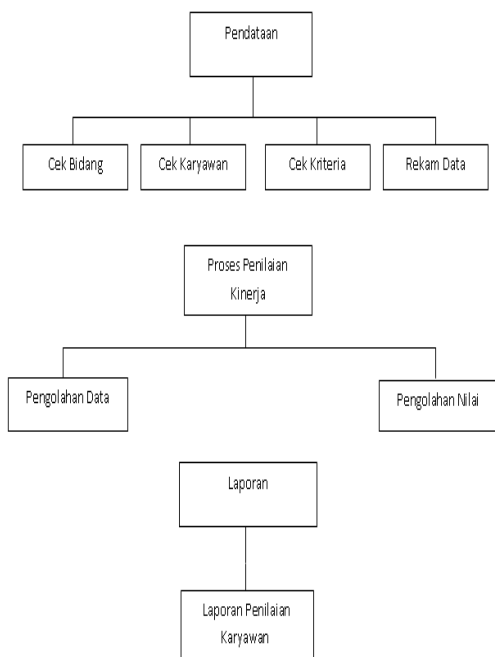 Pendataan
Cek Bidang
Cek Karyawan
Cek Kriteria
Rekam Data
Proses Penilaian
Kinerja
Pengolahan Data
Pengolahan Nilai
Laporan
Laporan Penilaian
Karyawan